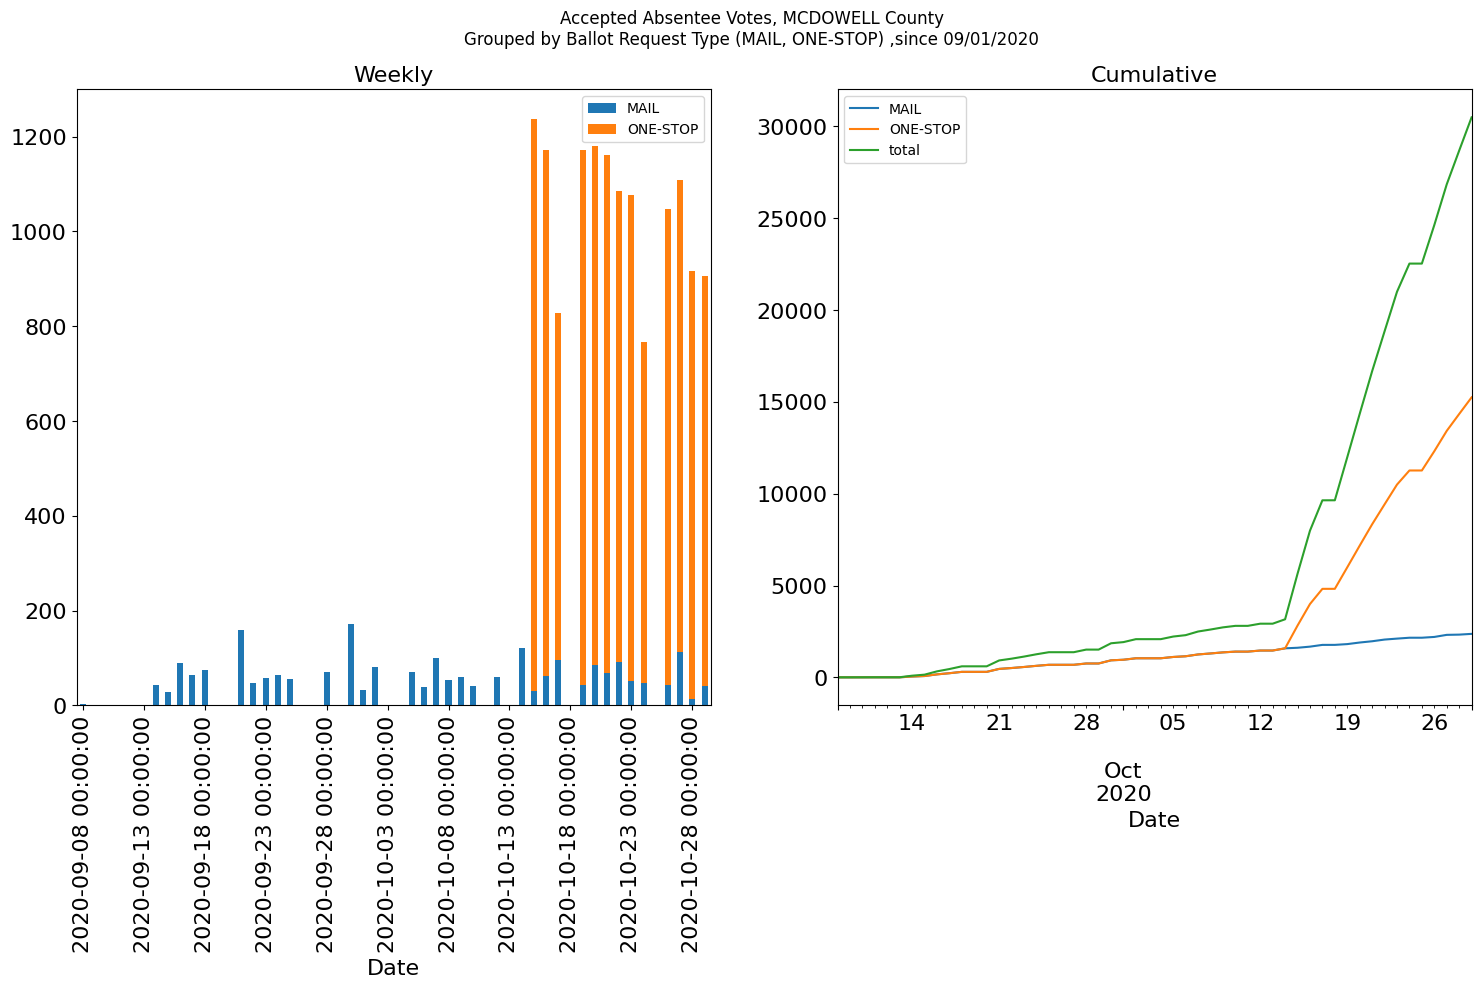 Accepted Absentee Votes, MCDOWELL County
Grouped by Ballot Request Type (MAIL, ONE-STOP) ,since 09/01/2020
Weekly
MAIL
ONE-STOP
1200
1000
800
600
400
200
0
2020-09-08 00:00:00
2020-09-13 00:00:00
2020-09-18 00:00:00
2020-09-23 00:00:00
2020-09-28 00:00:00
2020-10-03 00:00:00
2020-10-08 00:00:00
2020-10-13 00:00:00
2020-10-18 00:00:00
2020-10-23 00:00:00
2020-10-28 00:00:00
Date
Cumulative
MAIL
ONE-STOP
total
30000
25000
20000
15000
10000
5000
0
14 21 28 05 12 19 26
Oct
2020
Date